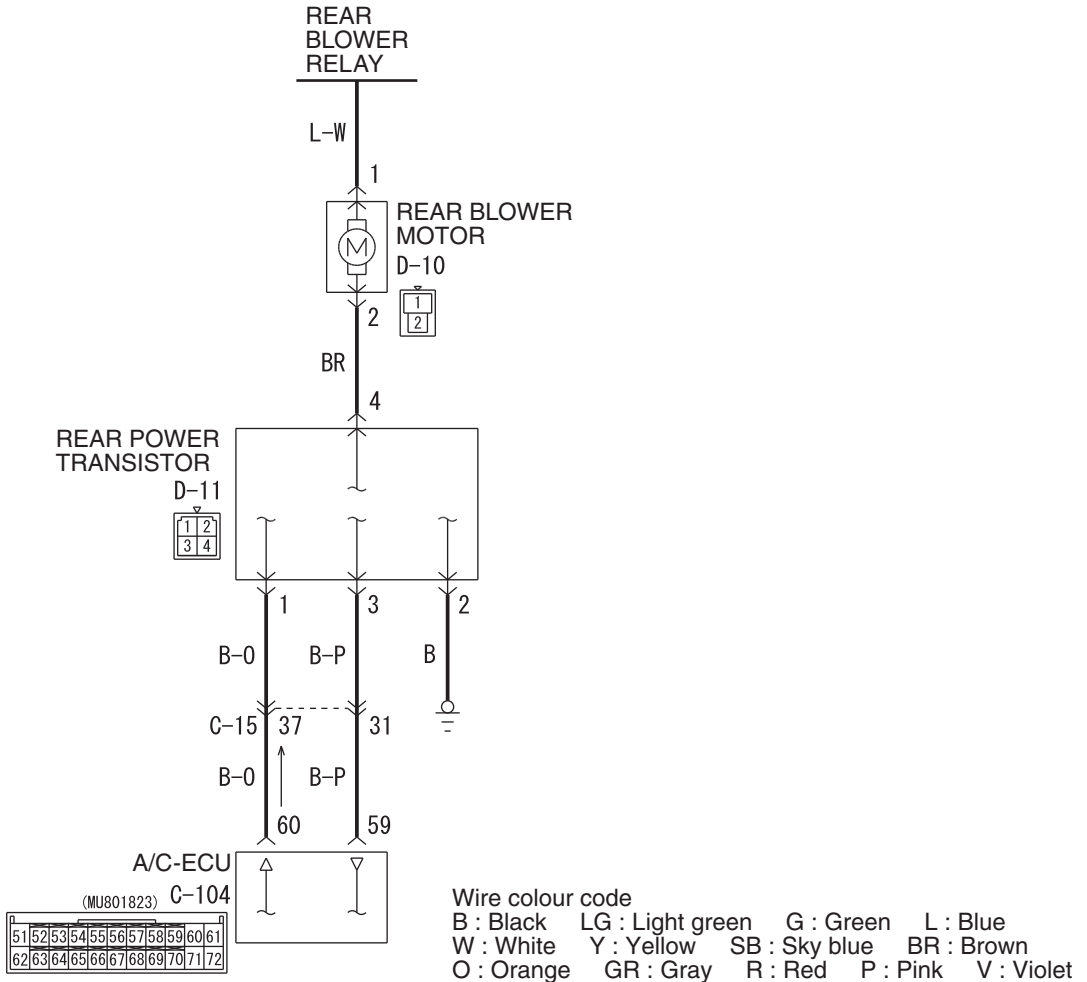 REAR
BLOWER
RELAY
L-W
1
REAR BLOWER
MOTOR
M
D-10
1
2
2
BR
4
REAR POWER
TRANSISTOR
D-11
1 2
3 4
1 3 2
B-O B-P B
C-15 37 31
B-O B-P
60 59
A/C-ECU
C-104
(MU801823)
51 52 53 54 55 56 57 58 59 60 61
62 63 64 65 66 67 68 69 70 71 72
Wire colour code
B : Black LG : Light green G : Green L : Blue
W : White Y : Yellow SB : Sky blue BR : Brown
O : Orange GR : Gray R : Red P : Pink V : Violet